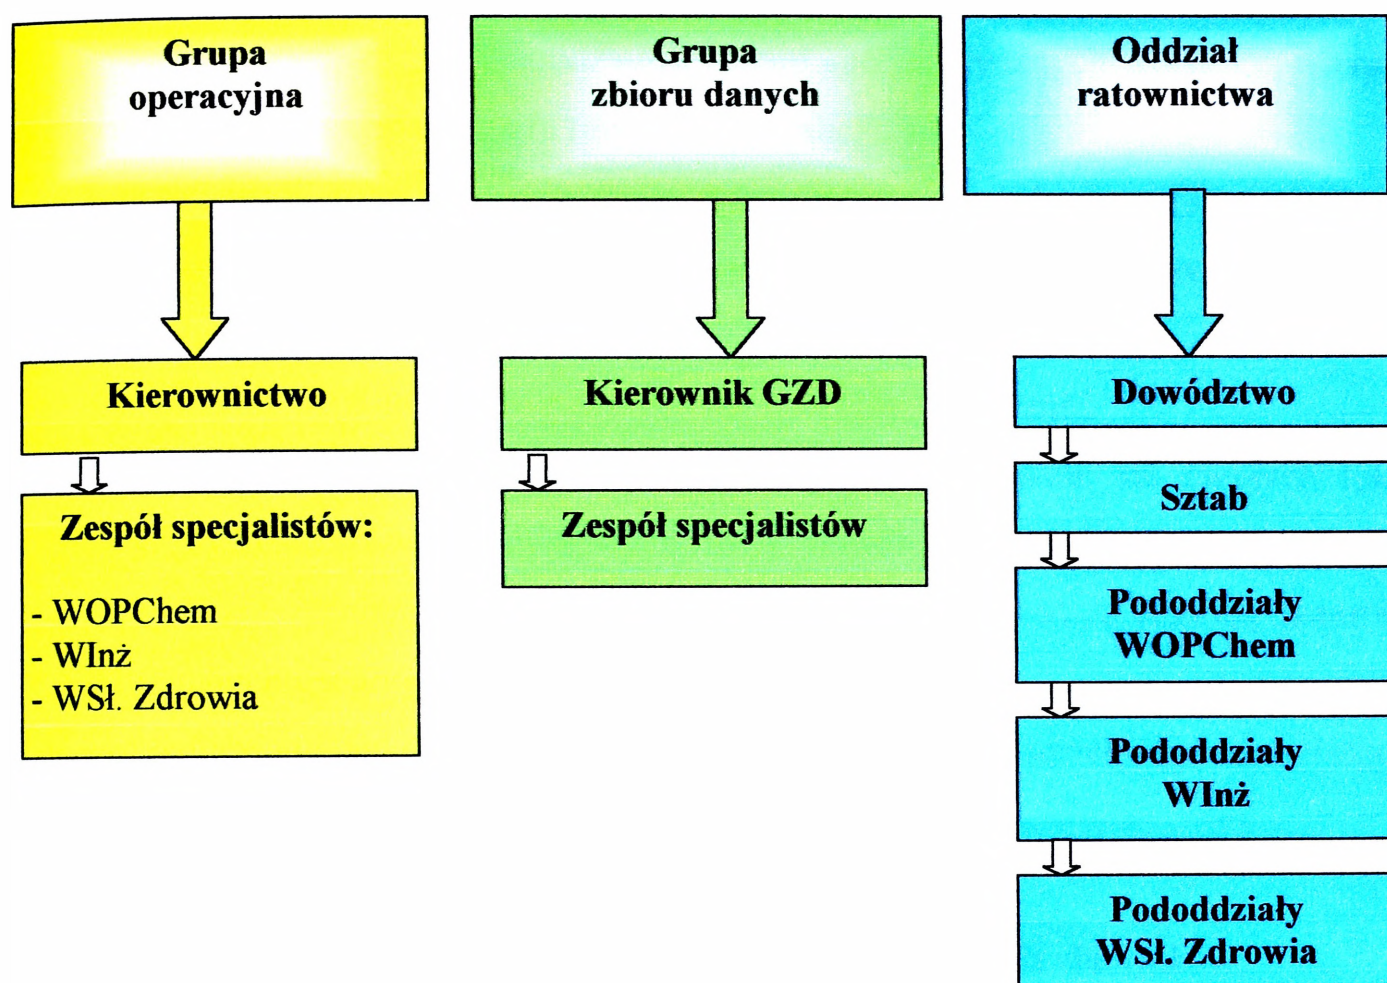 Grupa
operacyjna
Kierownictwo
Zespół specjalistów:
- WOPChem
- WInż
- WSł. Zdrowia
Grupa
zbioru danych
Kierownik GZD
Zespół specjalistów
Oddział
ratownictwa
Dowództwo
Sztab
Pododdziały
WOPChem
Pododdziały
WInż
Pododdziały
WSł. Zdrowia